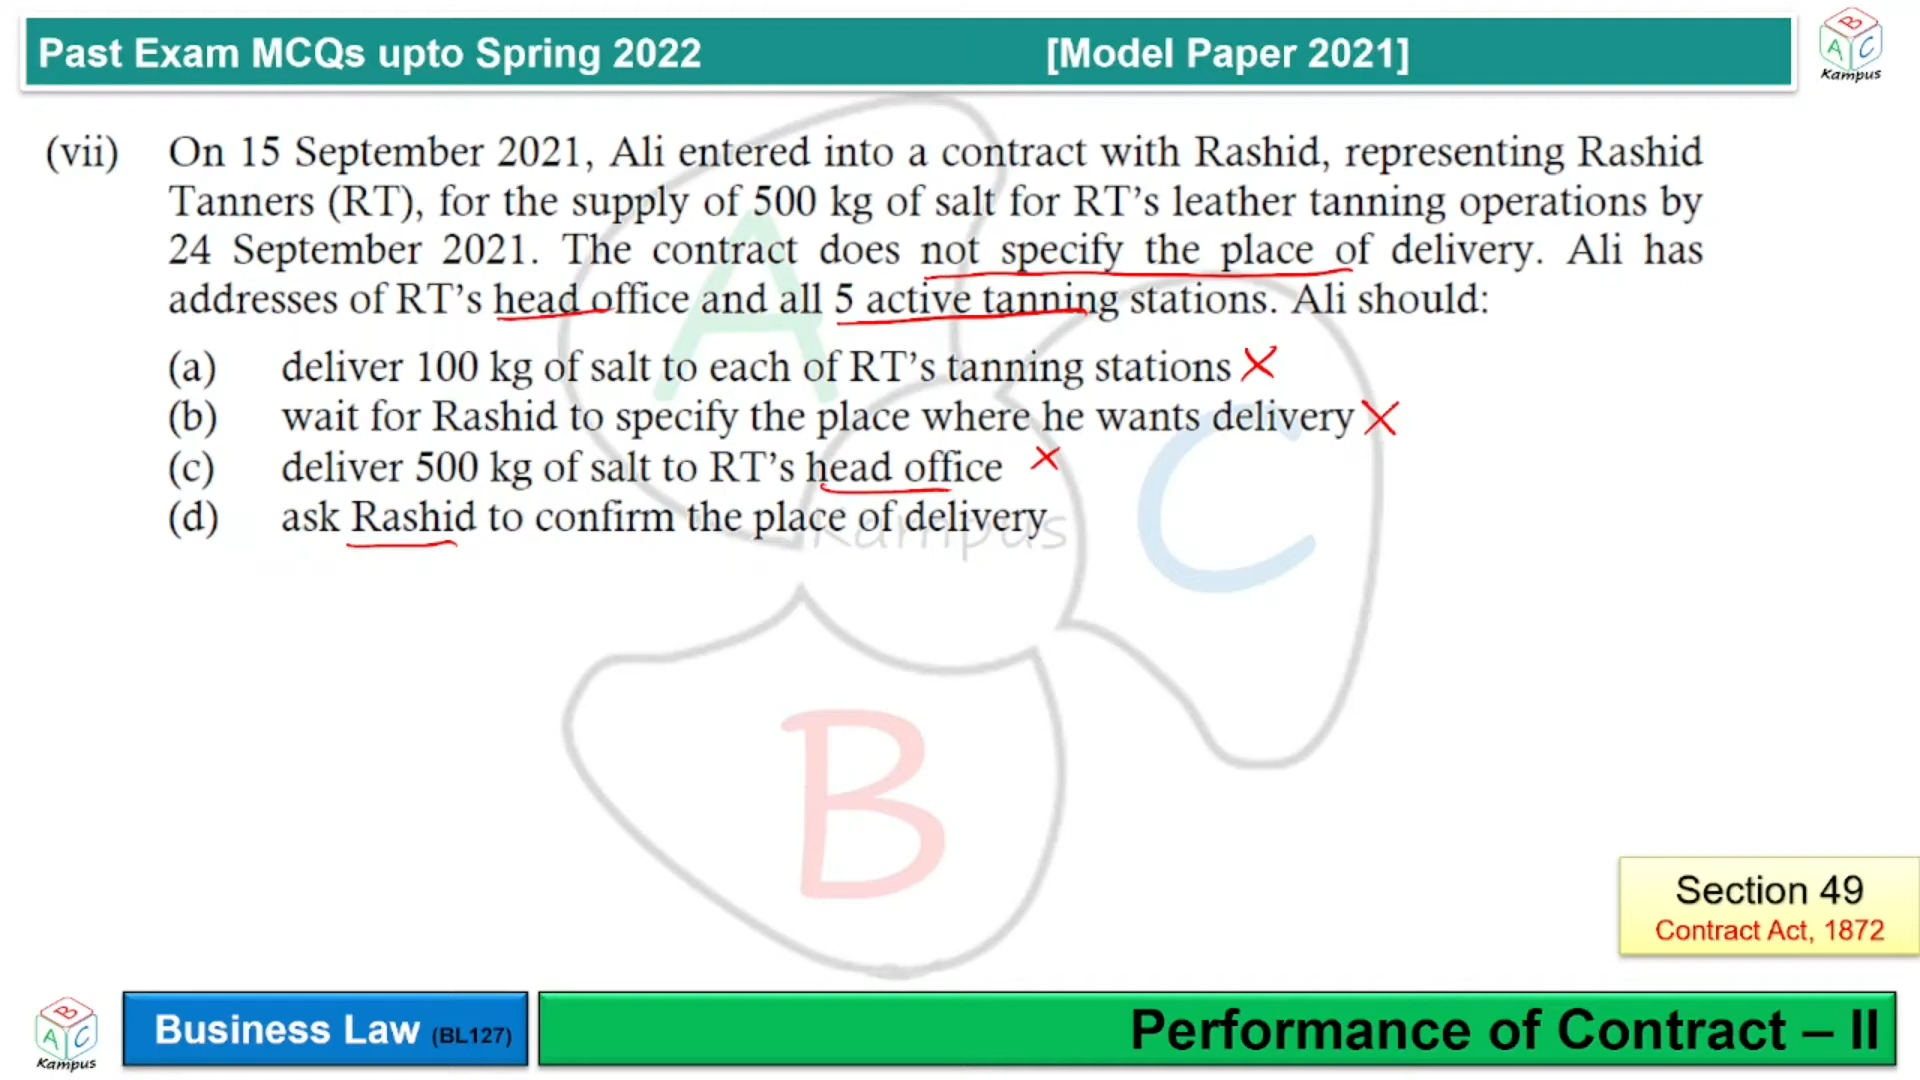 Past Exam MCQs upto Spring 2022 [Model Paper 2021]
B
A C
Kampus
(vii) On 15 September 2021, Ali entered into a contract with Rashid, representing Rashid
Tanners (RT), for the supply of 500 kg of salt for RT's leather tanning operations by
24 September 2021. The contract does not specify the place of delivery. Ali has
addresses of RT's head office and all 5 active tanning stations. Ali should:
(a) deliver 100 kg of salt to each of RT's tanning stations
(b) wait for Rashid to specify the place where he wants delivery
(c) deliver 500 kg of salt to RT's head office
(d) ask Rashid to confirm the place of delivery
A
C
Kampus
B
Section 49
Contract Act, 1872
B
A C
Kampus
Business Law (BL127)
Performance of Contract – II